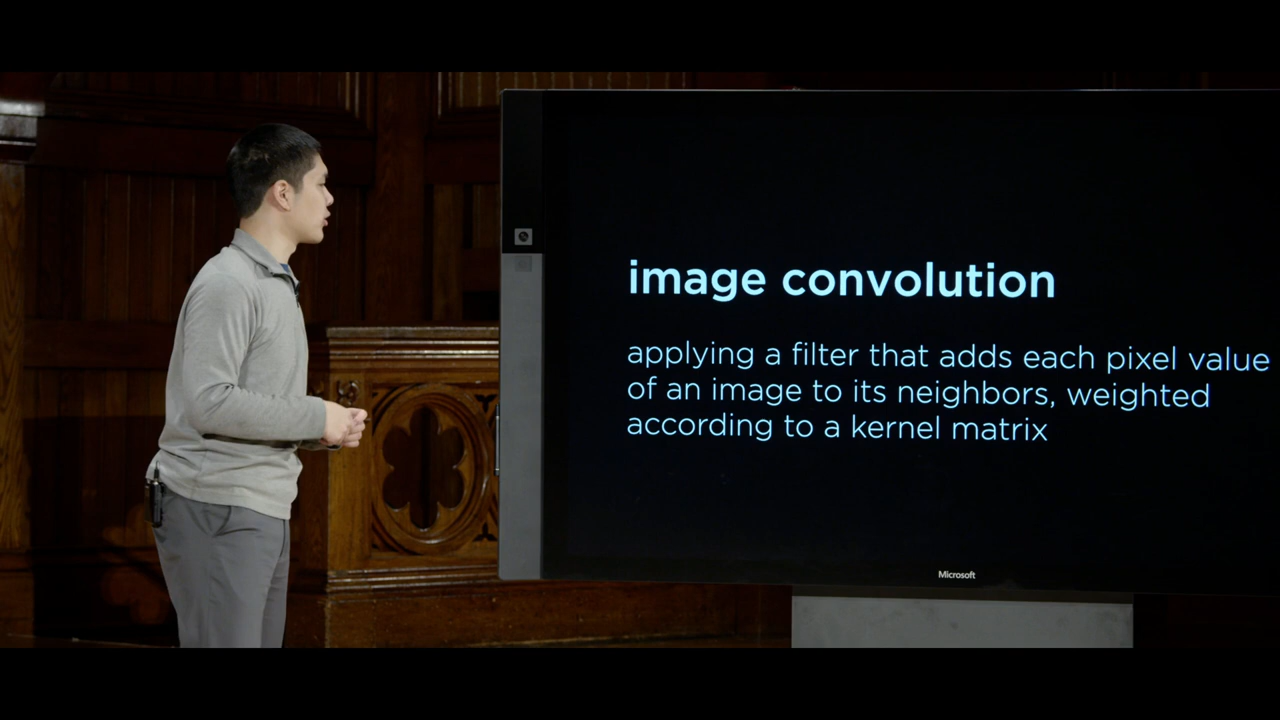 image convolution
applying a filter that adds each pixel value
of an image to its neighbors, weighted
according to a kernel matrix
Microsoft